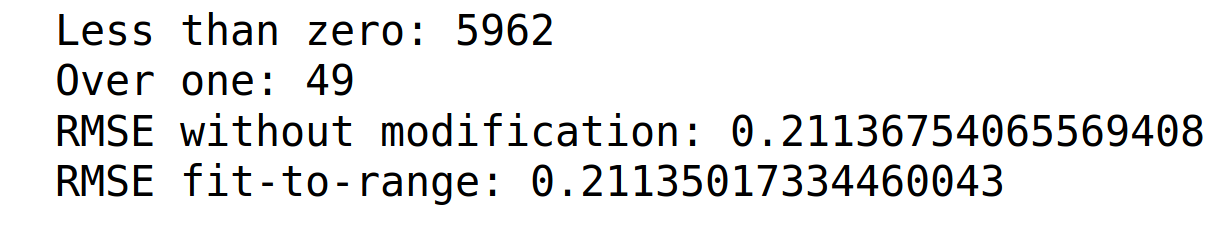 Less than zero: 5962
Over one: 49
RMSE without modification: 0.21136754065569408
RMSE fit-to-range: 0.21135017334460043